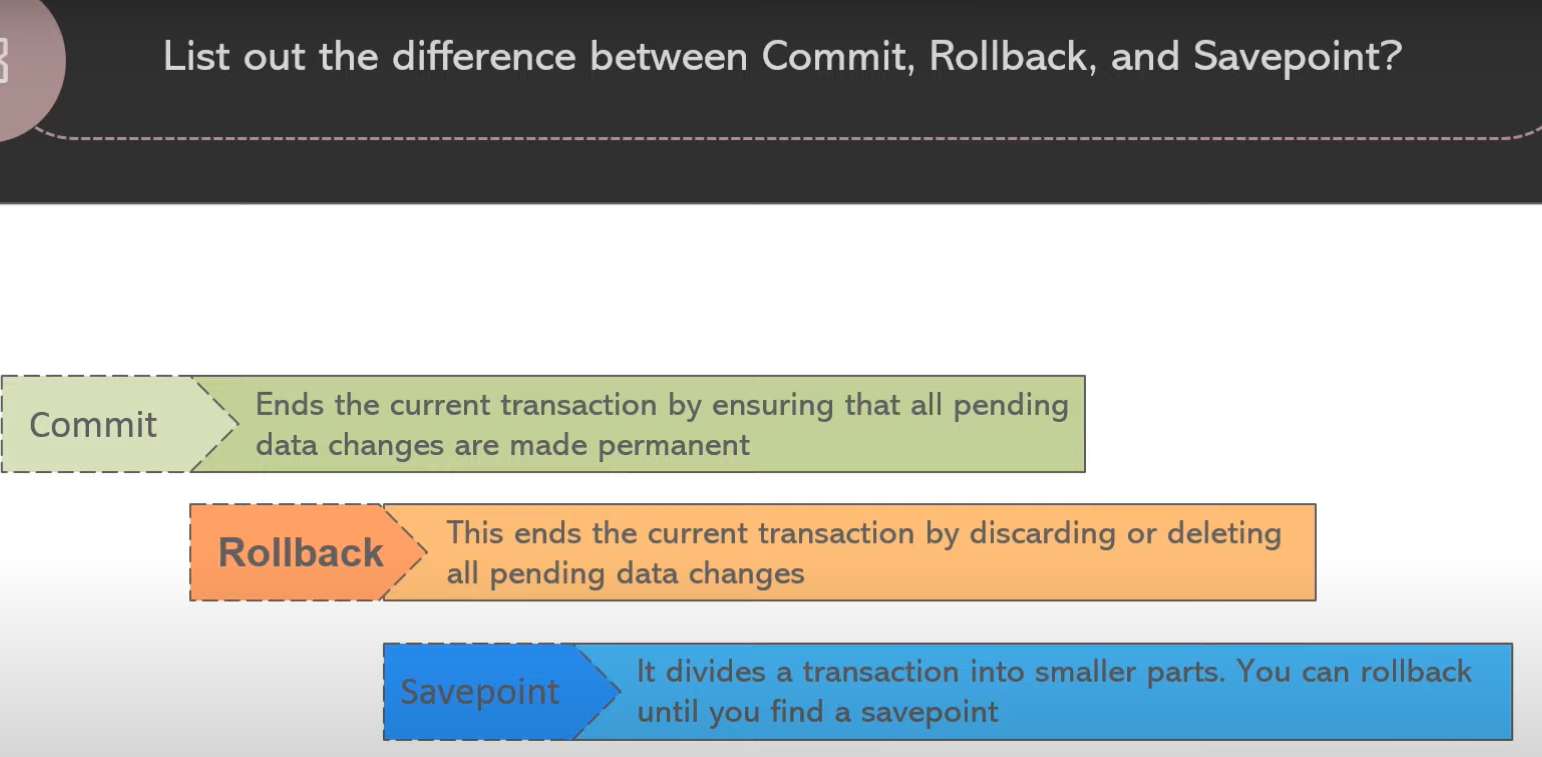 List out the difference between Commit, Rollback, and Savepoint?
Commit
Ends the current transaction by ensuring that all pending
data changes are made permanent
Rollback
This ends the current transaction by discarding or deleting
all pending data changes
Savepoint
It divides a transaction into smaller parts. You can rollback
until you find a savepoint